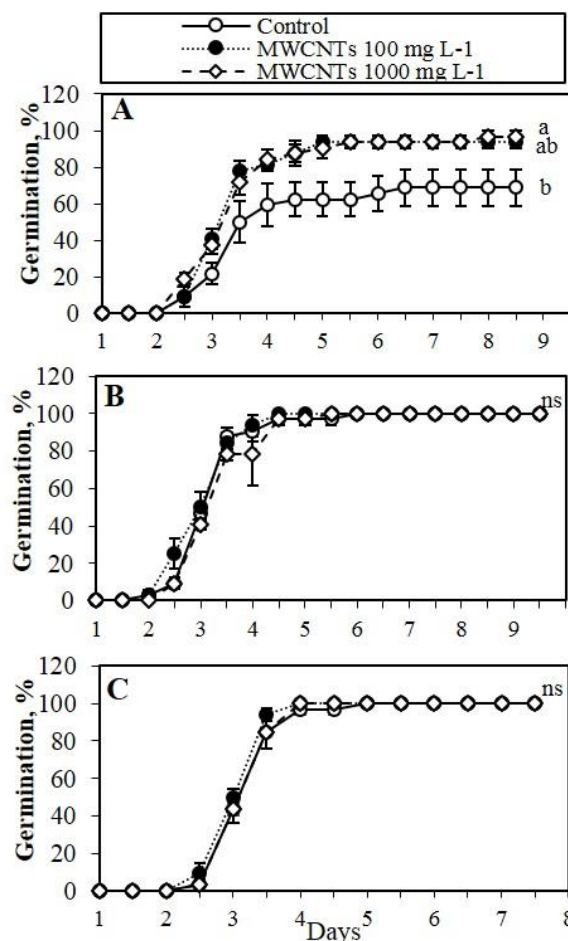 Control
MWCNTs 100 mg L-1
MWCNTs 1000 mg L-1
A
Germination, %
120
100
80
60
40
20
0
a
ab
b
1 2 3 4 5 6 7 8 9
B
Germination, %
120
100
80
60
40
20
0
ns
1 2 3 4 5 6 7 8 9
C
Germination, %
120
100
80
60
40
20
0
ns
1 2 3 4 5 6 7 8
Days